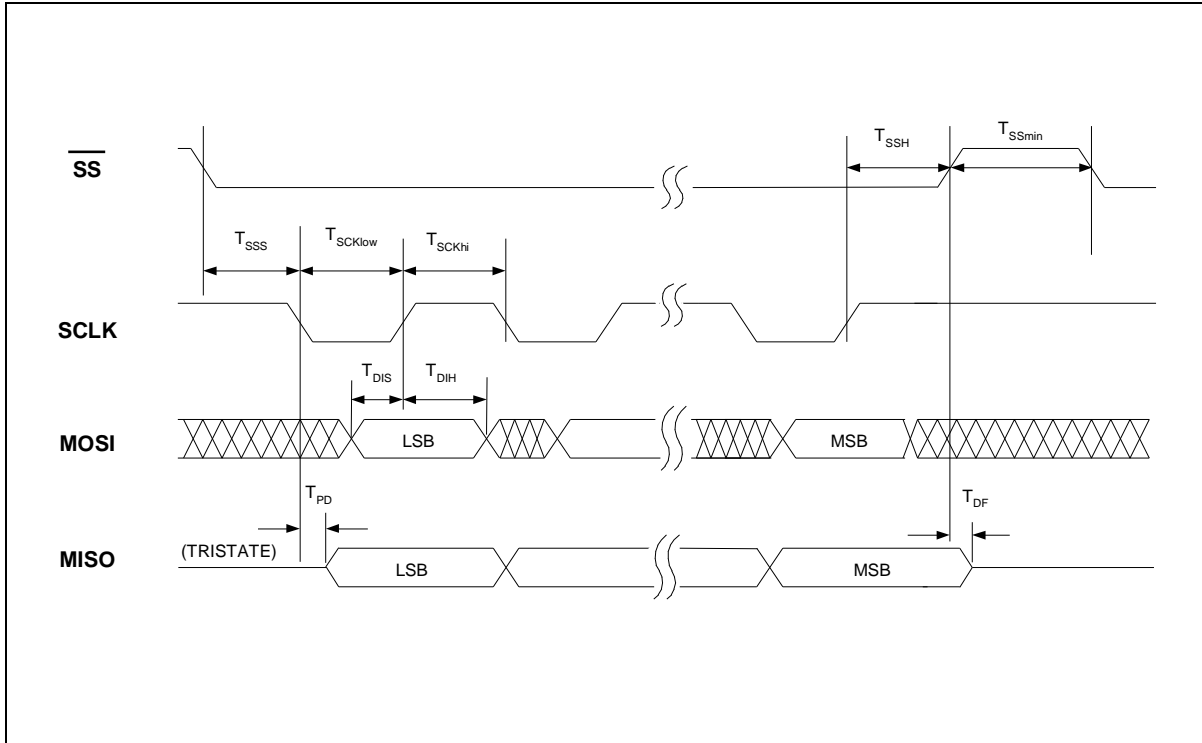 SS
T_SSH
T_SSmin
T_SSS
T_SCKlow
T_SCKhi
SCLK
T_DIS
T_DIH
MOSI
LSB
MSB
T_PD
T_DF
MISO
(TRISTATE)
LSB
MSB